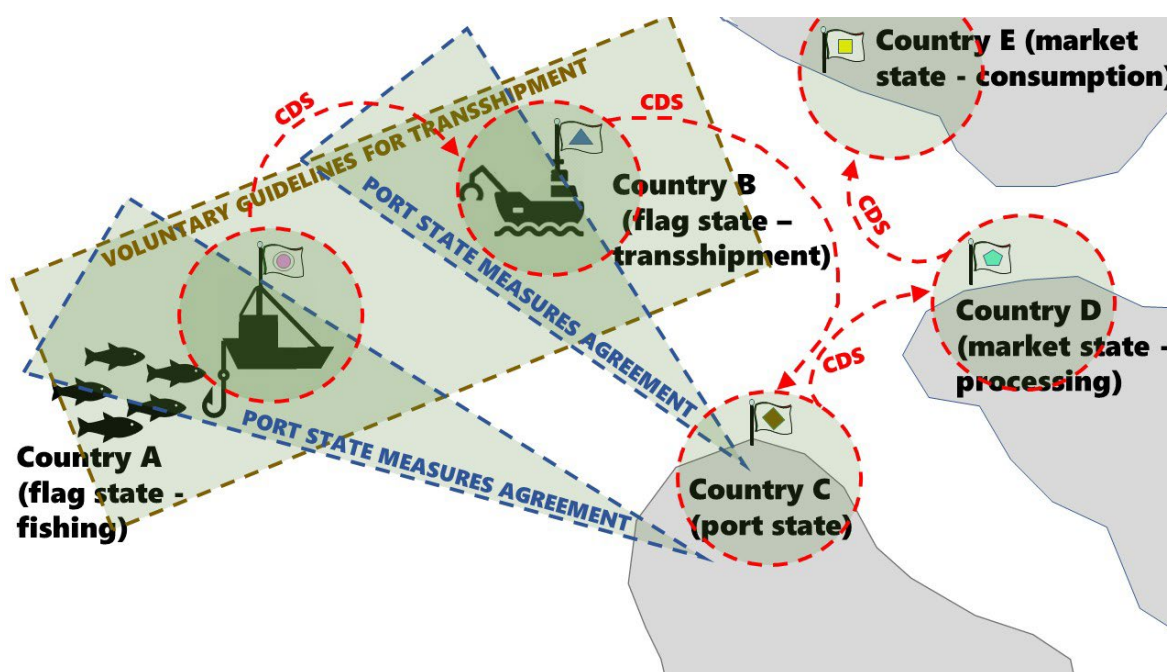 Country E (market
state - consumption)
CDS
CDS
VOLUNTARY GUIDELINES FOR TRANSSHIPMENT
PORT STATE MEASURES AGREEMENT
Country B
(flag state –
transshipment)
CDS
Country D
(market state -
processing)
CDS
PORT STATE MEASURES AGREEMENT
Country A
(flag state -
fishing)
Country C
(port state)